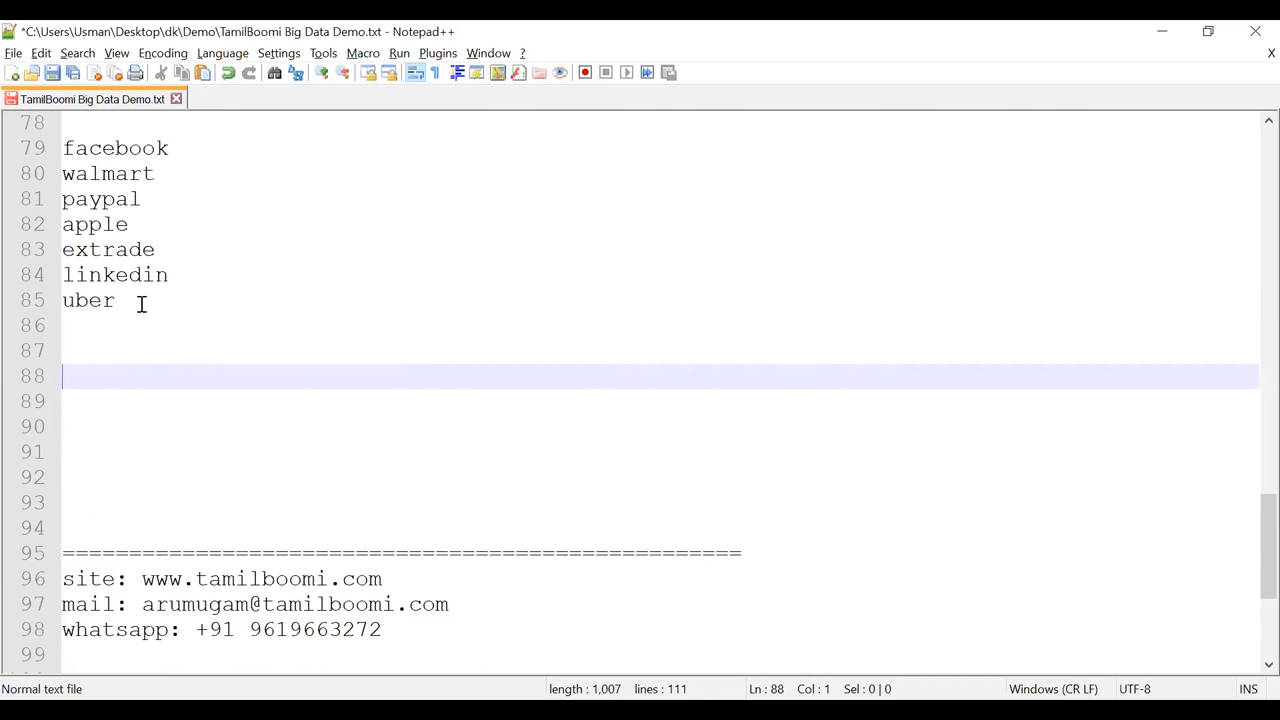 *C:\Users\Usman\Desktop\dk\Demo\TamilBoomi Big Data Demo.txt - Notepad++
File Edit Search View Encoding Language Settings Tools Macro Run Plugins Window ? X
TamilBoomi Big Data Demo.txt
78
79 facebook
80 walmart
81 paypal
82 apple
83 extrade
84 linkedin
85 uber
86
87
88
89
90
91
92
93
94
95 ===================================================
96 site: www.tamilboomi.com
97 mail: arumugam@tamilboomi.com
98 whatsapp: +91 9619663272
99
Normal text file length : 1,007 lines : 111 Ln : 88 Col : 1 Sel : 0 | 0 Windows (CR LF) UTF-8 INS